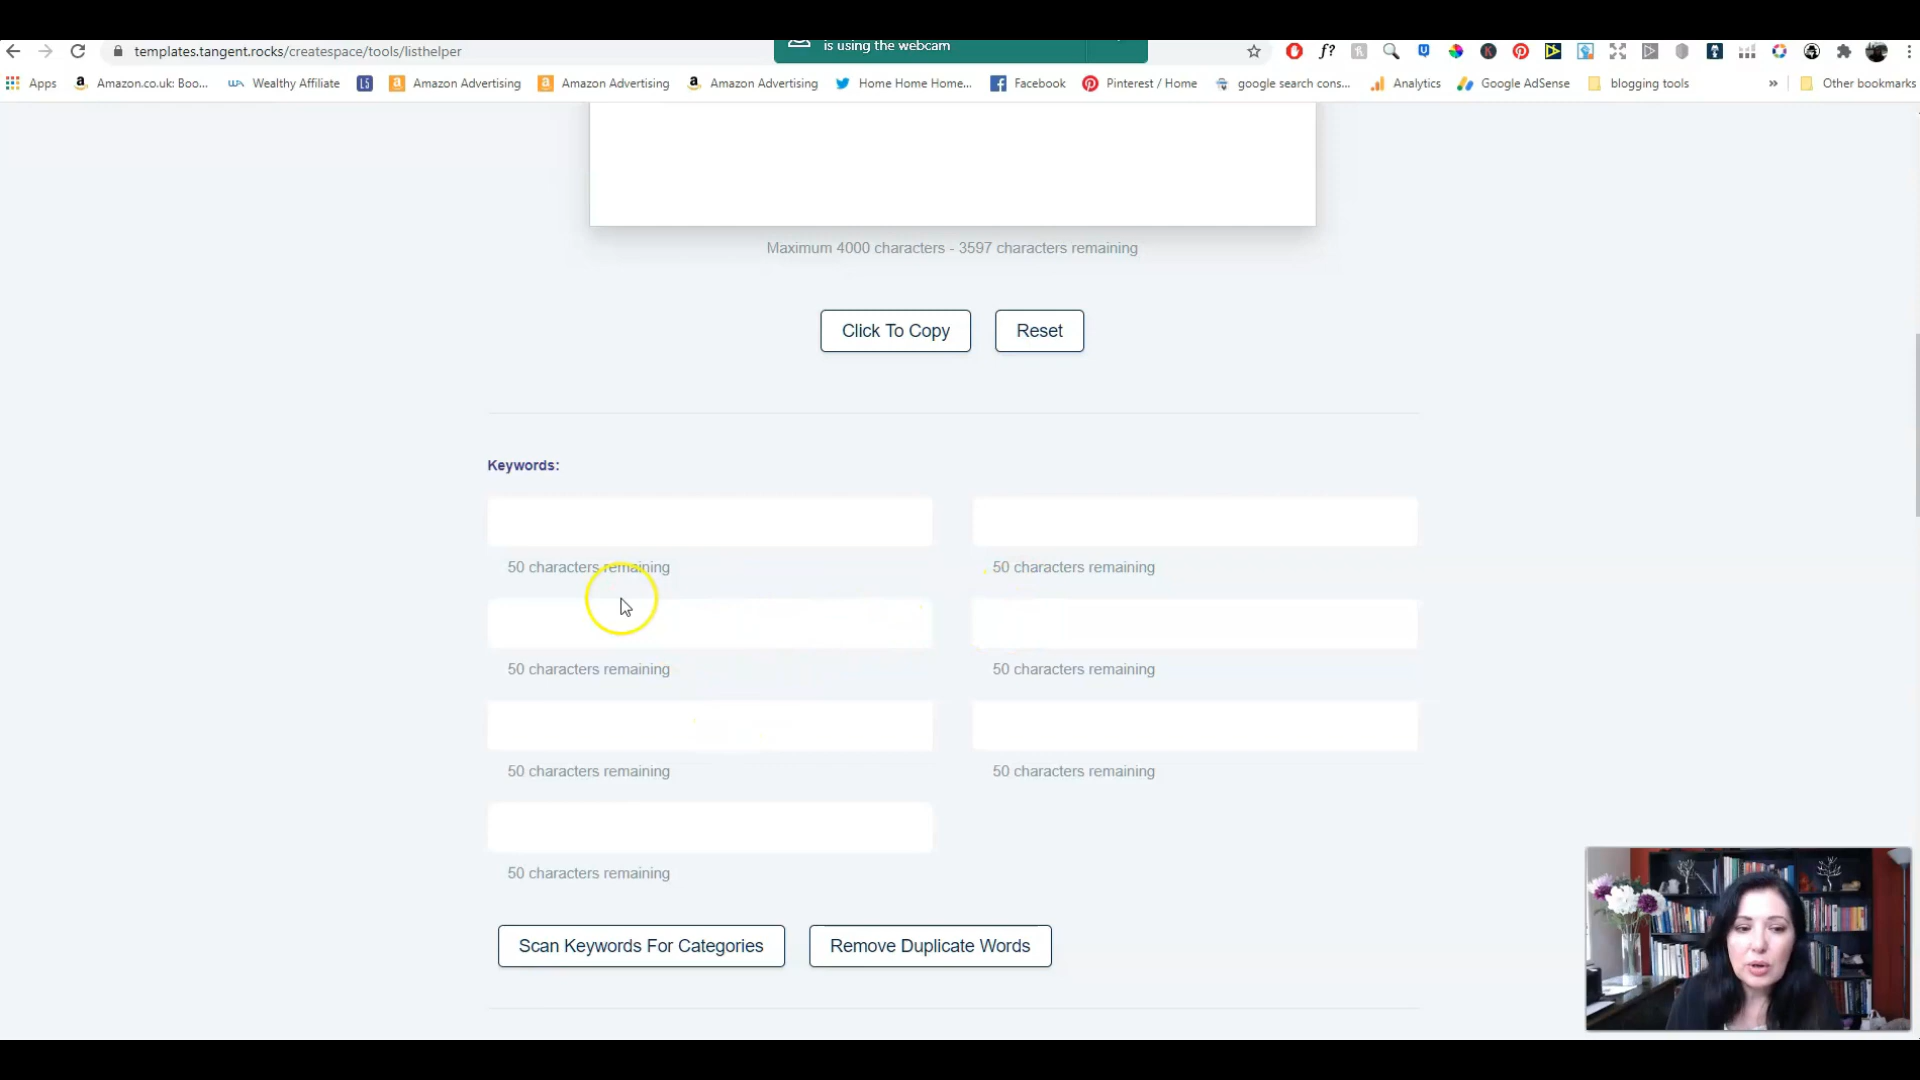 templates.tangent.rocks/createspace/tools/listhelper
is using the webcam
f?
Apps
Amazon.co.uk: Boo...
Wealthy Affiliate
Amazon Advertising
Amazon Advertising
Amazon Advertising
Home Home Home...
Facebook
Pinterest / Home
google search cons...
Analytics
Google AdSense
blogging tools
»
Other bookmarks
Maximum 4000 characters - 3597 characters remaining
Click To Copy
Reset
Keywords:
50 characters remaining
50 characters remaining
50 characters remaining
50 characters remaining
50 characters remaining
50 characters remaining
50 characters remaining
Scan Keywords For Categories
Remove Duplicate Words